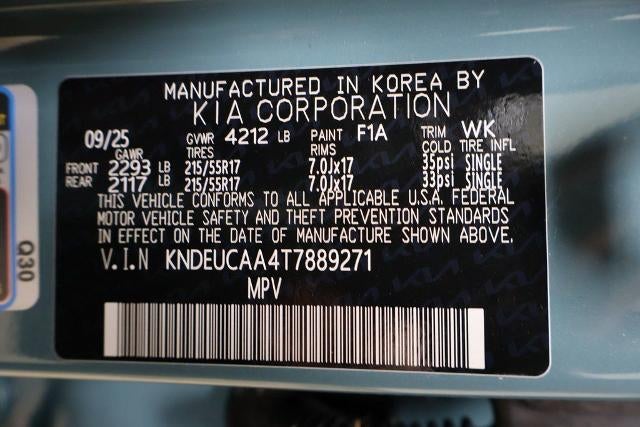 MANUFACTURED IN KOREA BY
KIA CORPORATION
09/25 GVWR 4212 LB PAINT F1A TRIM WK
GAWR TIRES RIMS COLD TIRE INFL
FRONT 2293 LB 215/55R17 7.0Jx17 35psi SINGLE
REAR 2117 LB 215/55R17 7.0Jx17 33psi SINGLE
THIS VEHICLE CONFORMS TO ALL APPLICABLE U.S.A. FEDERAL
MOTOR VEHICLE SAFETY AND THEFT PREVENTION STANDARDS
IN EFFECT ON THE DATE OF MANUFACTURE SHOWN ABOVE.
V.I.N KNDEUCAA4T7889271
MPV
Q30